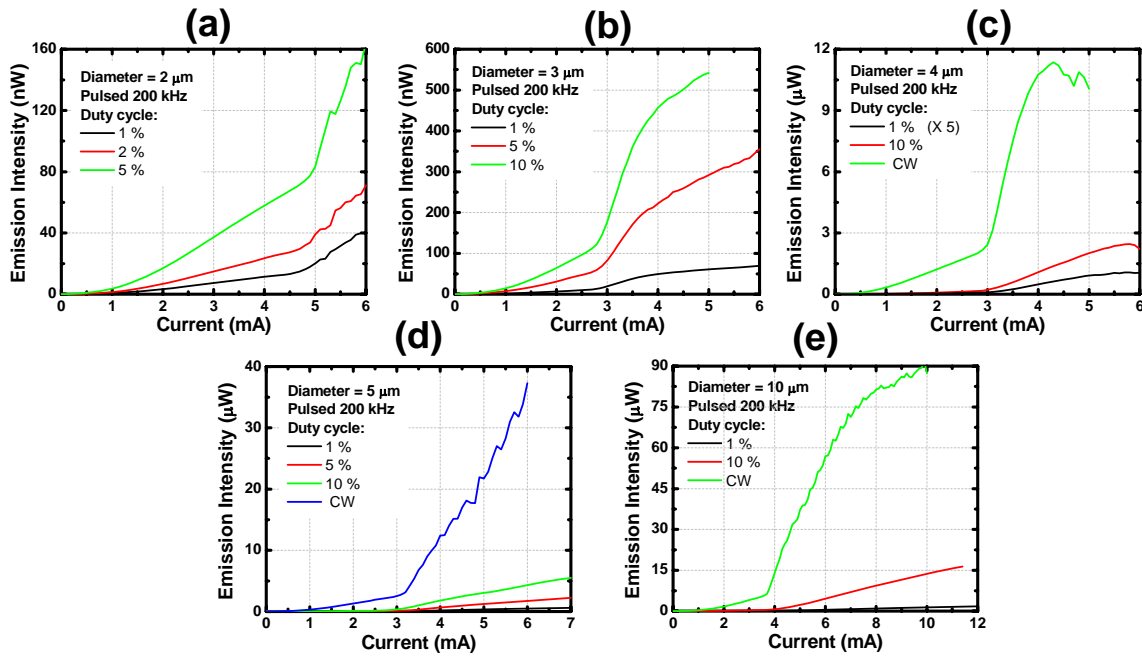 (a)
160
120
80
40
0
Emission Intensity (nW)
Diameter = 2 μm
Pulsed 200 kHz
Duty cycle:
1 %
2 %
5 %
0 1 2 3 4 5 6
Current (mA)
(b)
600
500
400
300
200
100
0
Emission Intensity (nW)
Diameter = 3 μm
Pulsed 200 kHz
Duty cycle:
1 %
5 %
10 %
0 1 2 3 4 5 6
Current (mA)
(c)
12
9
6
3
0
Emission Intensity (μW)
Diameter = 4 μm
Pulsed 200 kHz
Duty cycle:
1 % (X 5)
10 %
CW
0 1 2 3 4 5 6
Current (mA)
(d)
40
30
20
10
0
Emission Intensity (μW)
Diameter = 5 μm
Pulsed 200 kHz
Duty cycle:
1 %
5 %
10 %
CW
0 1 2 3 4 5 6 7
Current (mA)
(e)
90
75
60
45
30
15
0
Emission Intensity (μW)
Diameter = 10 μm
Pulsed 200 kHz
Duty cycle:
1 %
10 %
CW
0 2 4 6 8 10 12
Current (mA)